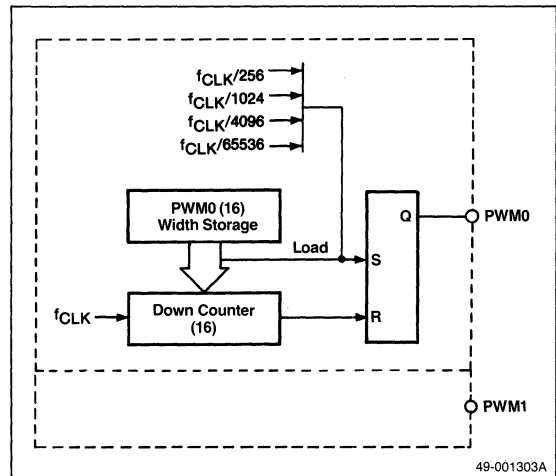 fCLK/256
fCLK/1024
fCLK/4096
fCLK/65536
PWM0 (16)
Width Storage
Load
Q
PWM0
S
fCLK
Down Counter
(16)
R
PWM1
49-001303A